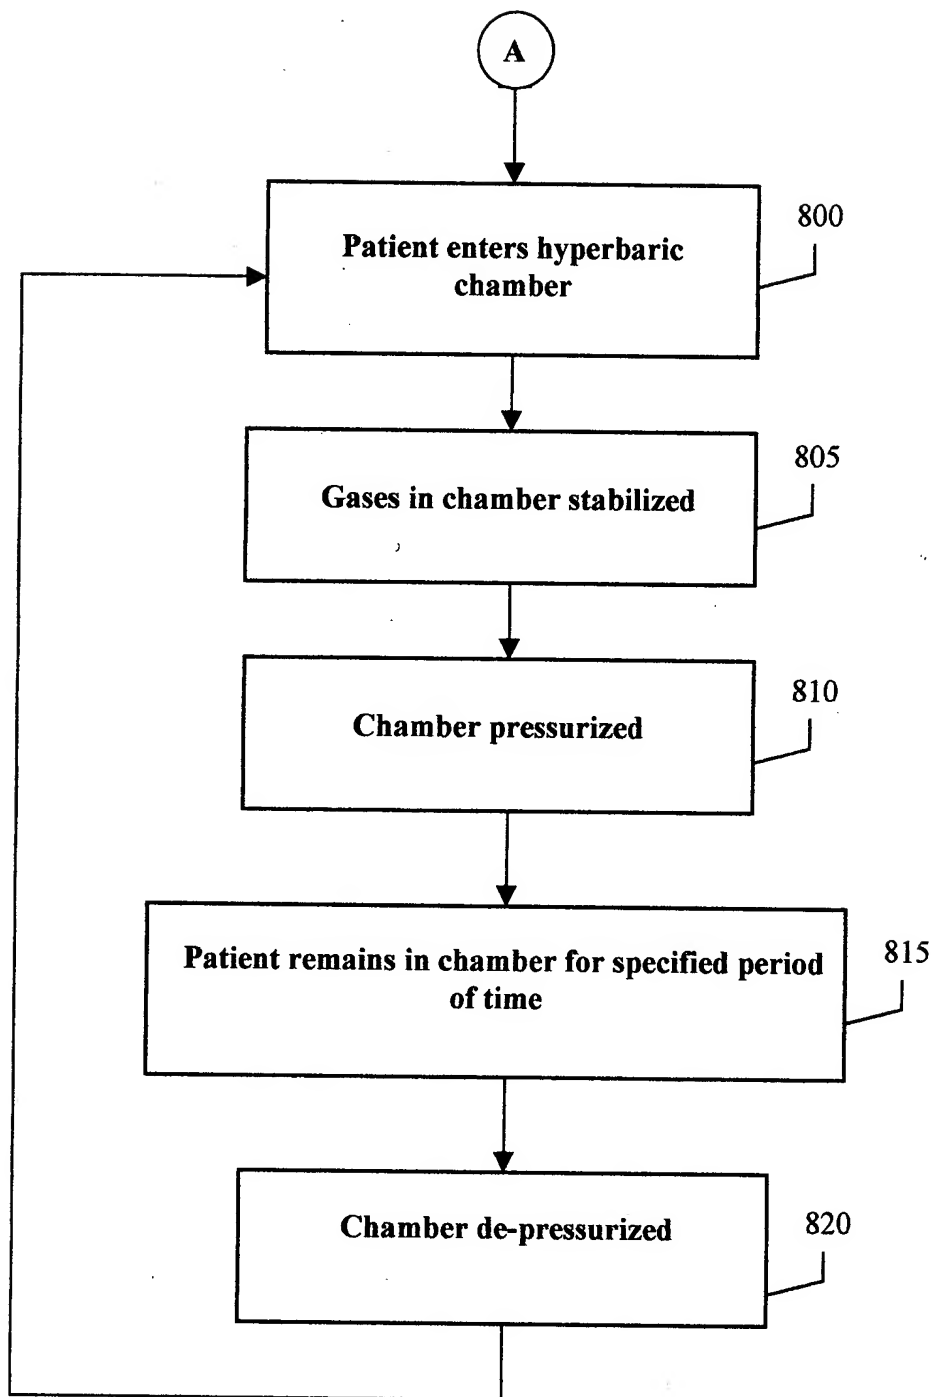 A
Patient enters hyperbaric
chamber
800
Gases in chamber stabilized
805
Chamber pressurized
810
Patient remains in chamber for specified period
of time
815
Chamber de-pressurized
820